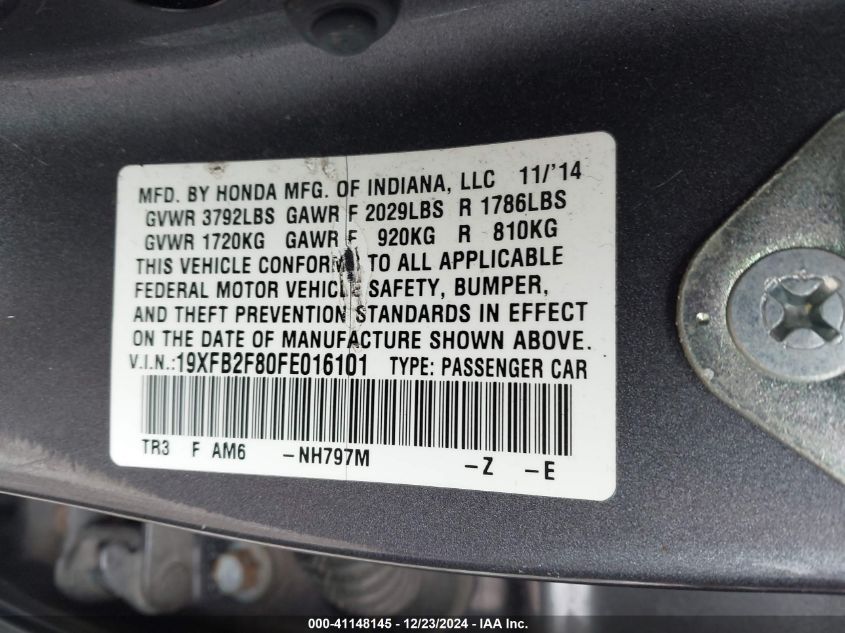 MFD. BY HONDA MFG. OF INDIANA, LLC 11/'14
GVWR 3792LBS GAWR F 2029LBS R 1786LBS
GVWR 1720KG GAWR F 920KG R 810KG
THIS VEHICLE CONFORM TO ALL APPLICABLE
FEDERAL MOTOR VEHICLE SAFETY, BUMPER,
AND THEFT PREVENTION STANDARDS IN EFFECT
ON THE DATE OF MANUFACTURE SHOWN ABOVE.
V.I.N.:19XFB2F80FE016101 TYPE: PASSENGER CAR
TR3 F AM6 -NH797M -Z -E
000-41148145 - 12/23/2024 - IAA Inc.